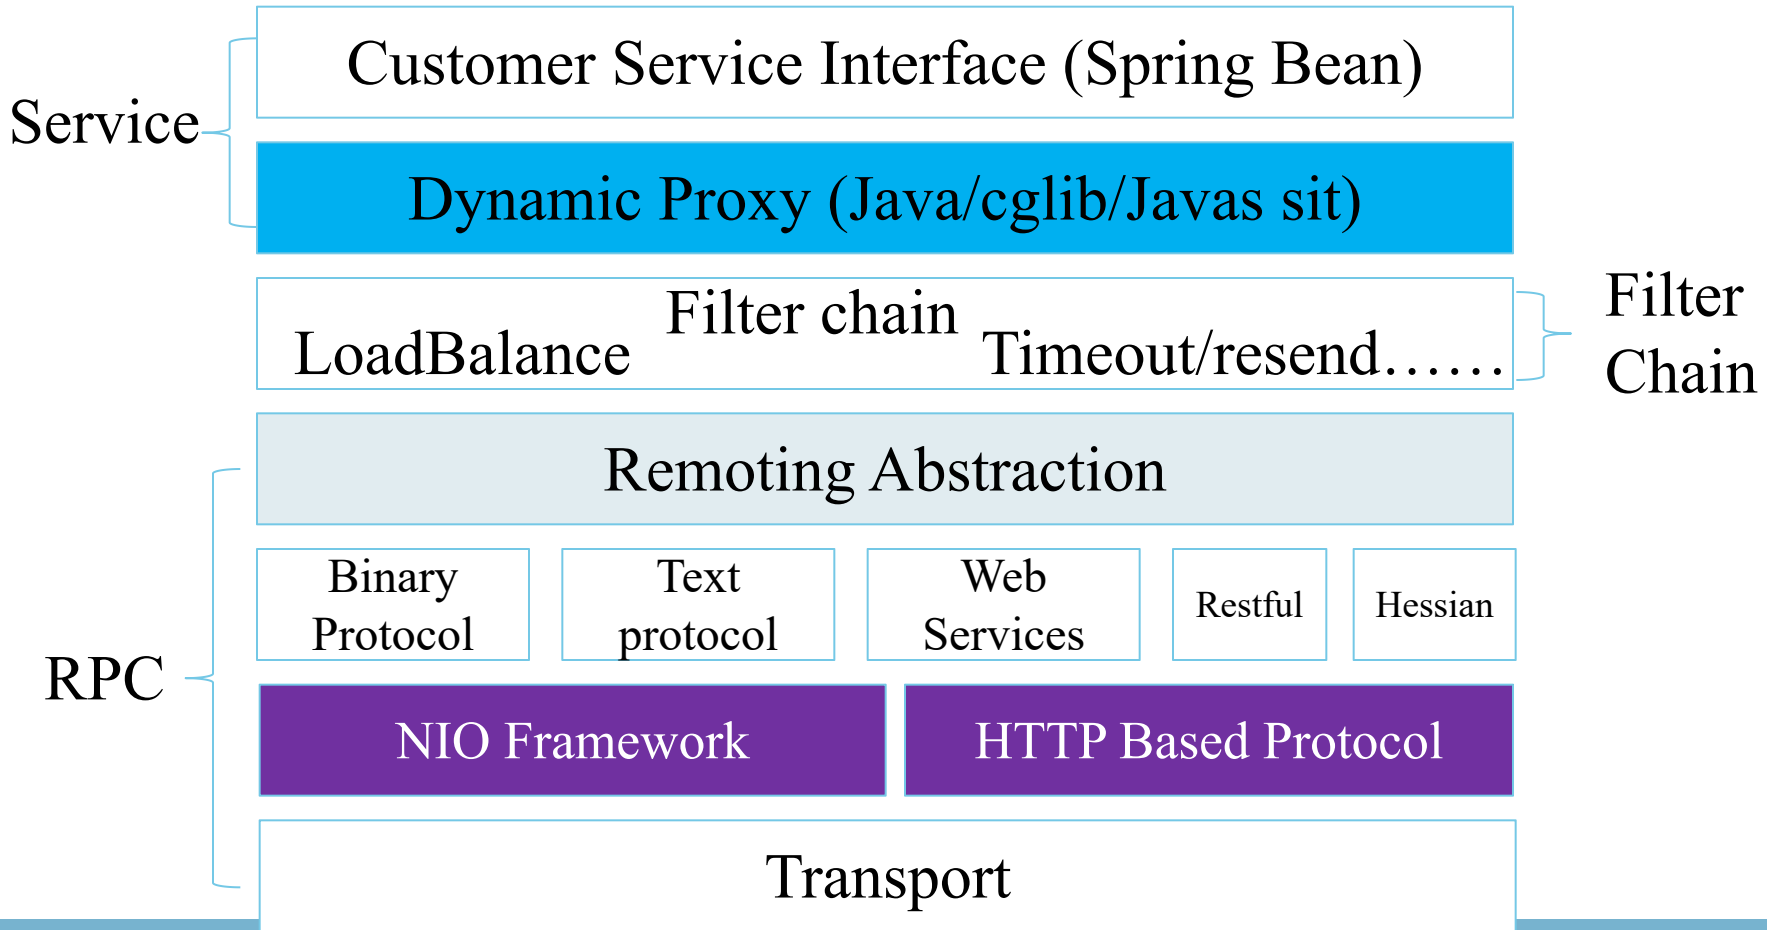 Customer Service Interface (Spring Bean)
Service
Dynamic Proxy (Java/cglib/Javas sit)
Filter chain
LoadBalance
Timeout/resend……
Filter
Chain
Remoting Abstraction
Binary
Protocol
Text
protocol
Web
Services
Restful
Hessian
RPC
NIO Framework
HTTP Based Protocol
Transport